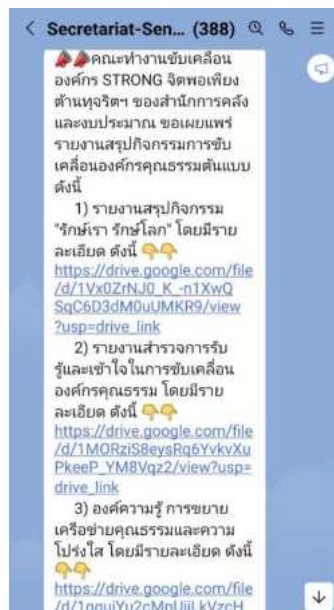 Secretariat-Sen... (388)
คณะทำงานขับเคลื่อน
องค์กร STRONG จิตพอเพียง
ต้านทุจริตฯ ของสำนักการคลัง
และงบประมาณ ขอเผยแพร่
รายงานสรุปกิจกรรมการขับ
เคลื่อนองค์กรคุณธรรมต้นแบบ
ดังนี้
1) รายงานสรุปกิจกรรม
"รักษ์เรา รักษ์โลก" โดยมีราย
ละเอียด ดังนี้ 👇👇
https://drive.google.com/file
/d/1Vx0ZrNJ0_K_-n1XwQ
SqC6D3dM0uUMKR9/view
?usp=drive_link
2) รายงานสำรวจการรับ
รู้และเข้าใจในการขับเคลื่อน
องค์กรคุณธรรม โดยมีราย
ละเอียด ดังนี้ 👇👇
https://drive.google.com/file
/d/1MORziS8eysRq6YvkvXu
PkeeP_YM8Vqz2/view?usp=
drive_link
3) องค์ความรู้ การขยาย
เครือข่ายคุณธรรมและความ
โปร่งใส โดยมีรายละเอียด ดังนี้
👇👇
https://drive.google.com/file